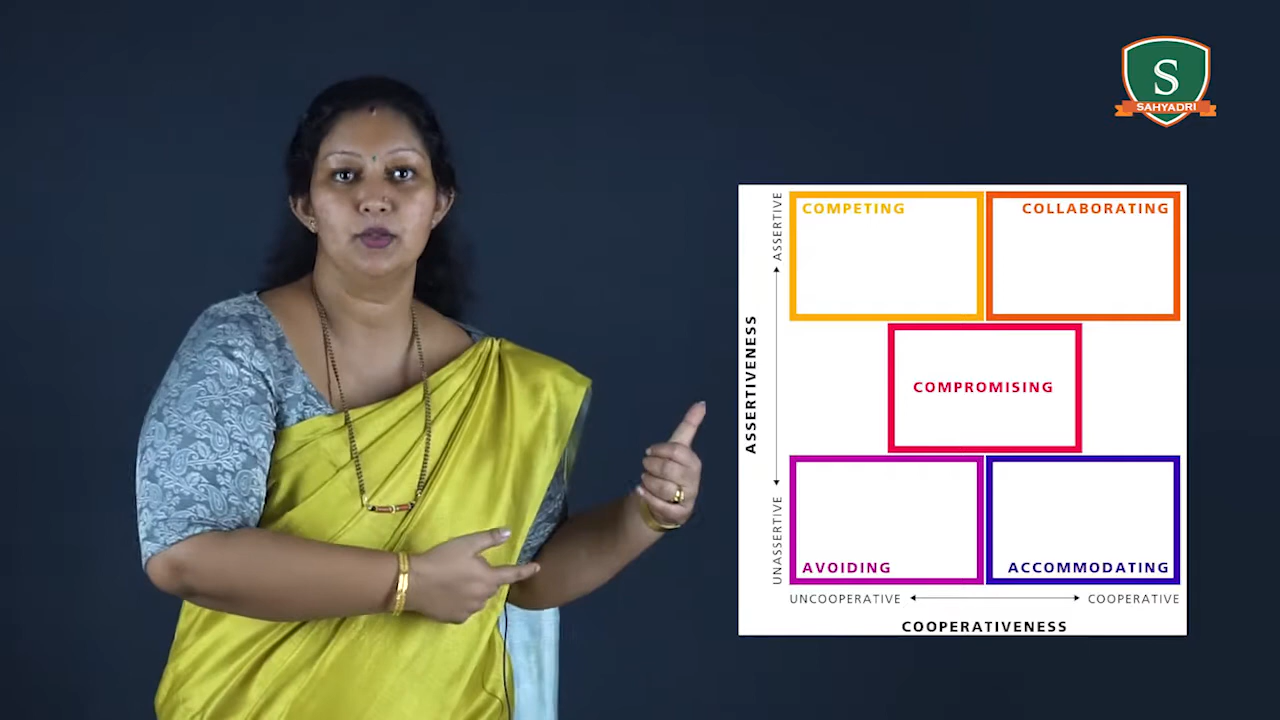 S
SAHYADRI
ASSERTIVENESS
UNASSERTIVE
ASSERTIVE
COMPETING
COLLABORATING
COMPROMISING
AVOIDING
ACCOMMODATING
UNCOOPERATIVE
COOPERATIVE
COOPERATIVENESS